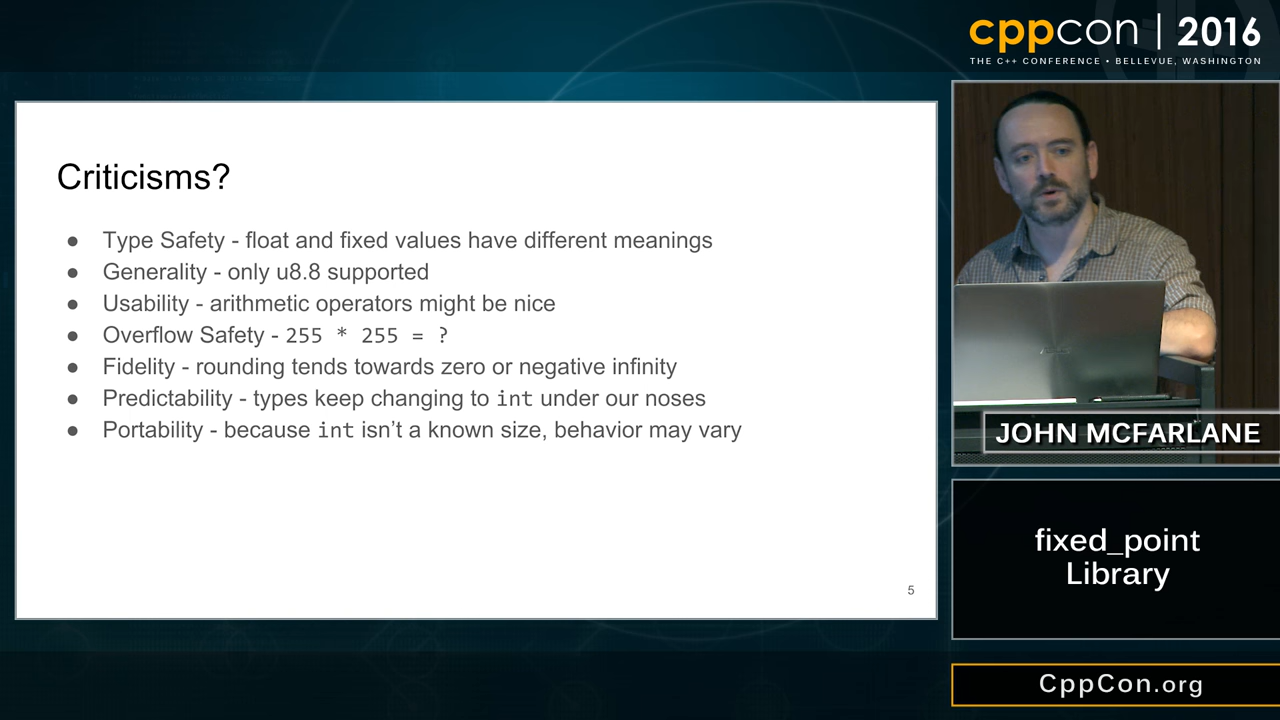 cppcon | 2016
THE C++ CONFERENCE • BELLEVUE, WASHINGTON
Criticisms?
● Type Safety - float and fixed values have different meanings
● Generality - only u8.8 supported
● Usability - arithmetic operators might be nice
● Overflow Safety - 255 * 255 = ?
● Fidelity - rounding tends towards zero or negative infinity
● Predictability - types keep changing to int under our noses
● Portability - because int isn't a known size, behavior may vary
5
JOHN MCFARLANE
fixed_point
Library
CppCon.org